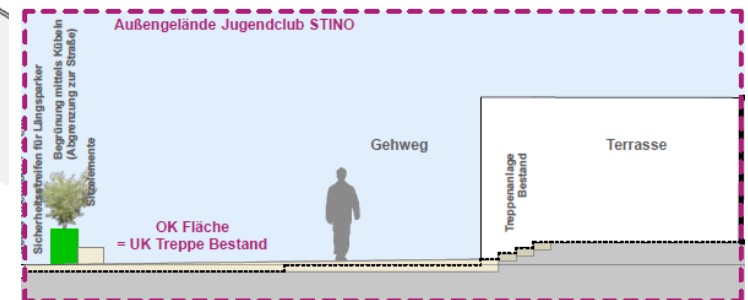 Außengelände Jugendclub STINO
Sicherheitsstreifen für Längsparker
Begrünung mittels Kübeln
(Abgrenzung zur Straße)
Sitzelemente
OK Fläche
= UK Treppe Bestand
Gehweg
Treppenanlage
Bestand
Terrasse